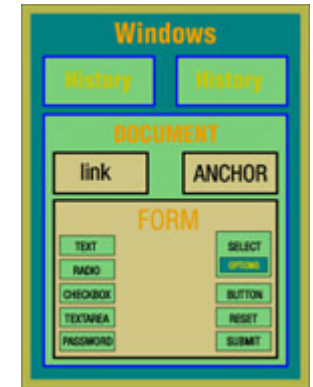 Windows
History History
DOCUMENT
link ANCHOR
FORM
TEXT SELECT
RADIO OPTIONS
CHECKBOX BUTTON
TEXTAREA RESET
PASSWORD SUBMIT